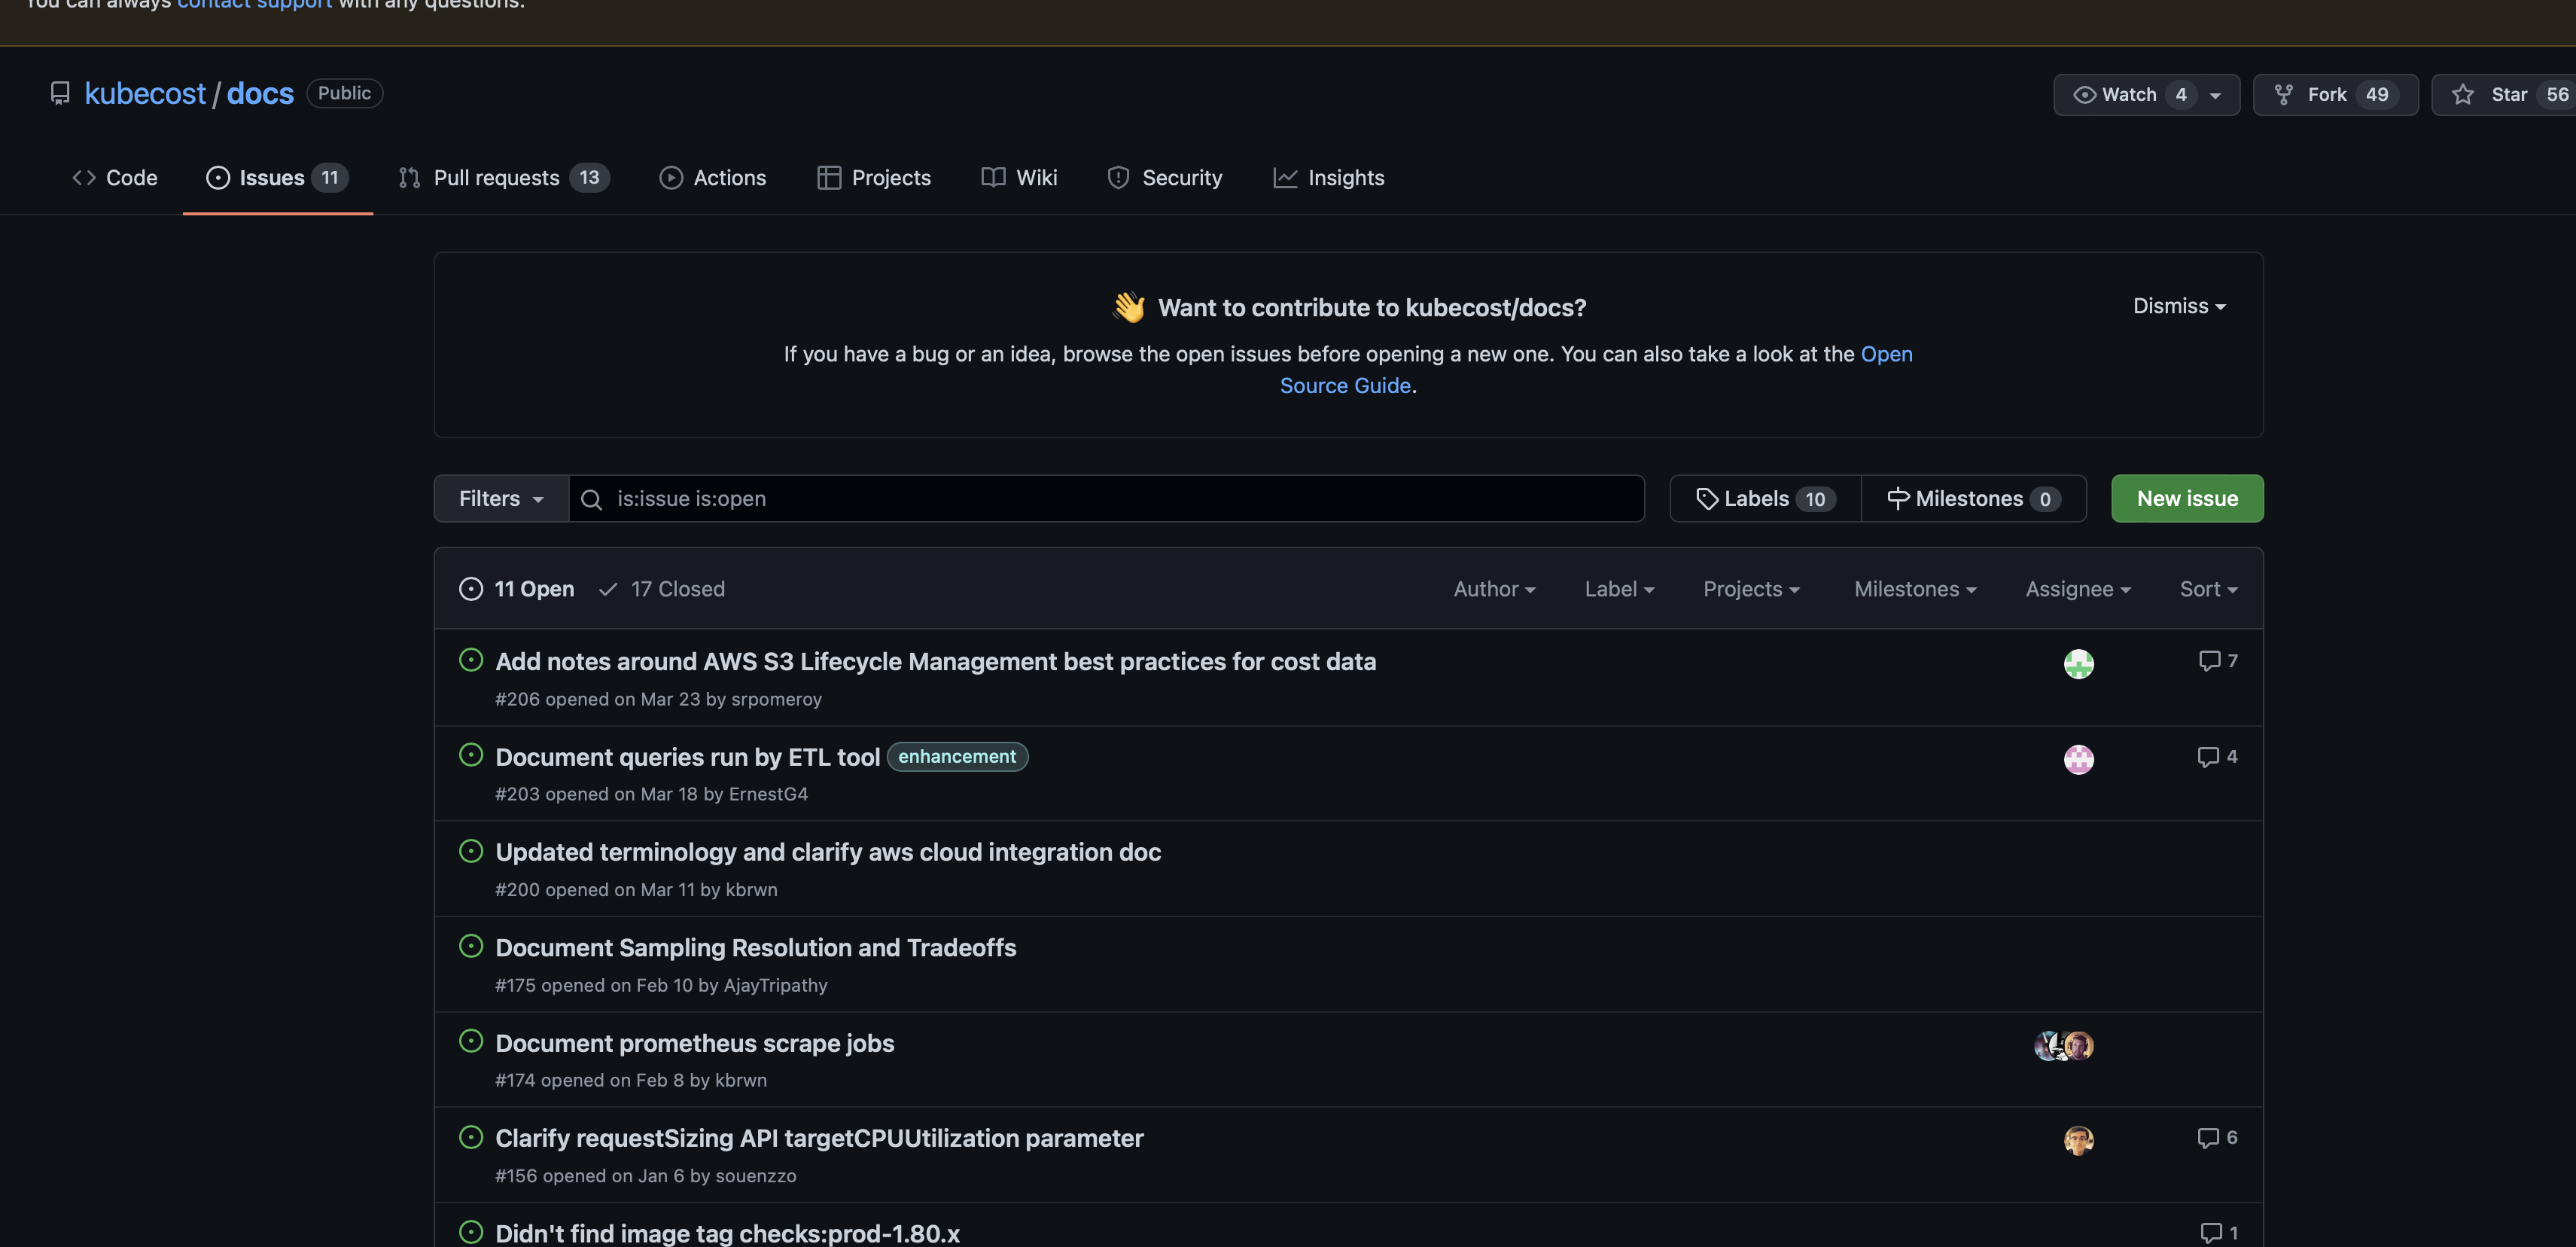 You can always contact support with any questions.
kubecost / docs Public
Watch 4
Fork 49
Star 56
Code
Issues 11
Pull requests 13
Actions
Projects
Wiki
Security
Insights
👋 Want to contribute to kubecost/docs?
Dismiss
If you have a bug or an idea, browse the open issues before opening a new one. You can also take a look at the Open
Source Guide.
Filters
is:issue is:open
Labels 10
Milestones 0
New issue
11 Open
17 Closed
Author
Label
Projects
Milestones
Assignee
Sort
Add notes around AWS S3 Lifecycle Management best practices for cost data
7
#206 opened on Mar 23 by srpomeroy
Document queries run by ETL tool enhancement
4
#203 opened on Mar 18 by ErnestG4
Updated terminology and clarify aws cloud integration doc
#200 opened on Mar 11 by kbrwn
Document Sampling Resolution and Tradeoffs
#175 opened on Feb 10 by AjayTripathy
Document prometheus scrape jobs
#174 opened on Feb 8 by kbrwn
Clarify requestSizing API targetCPUUtilization parameter
6
#156 opened on Jan 6 by souenzzo
Didn't find image tag checks:prod-1.80.x
1